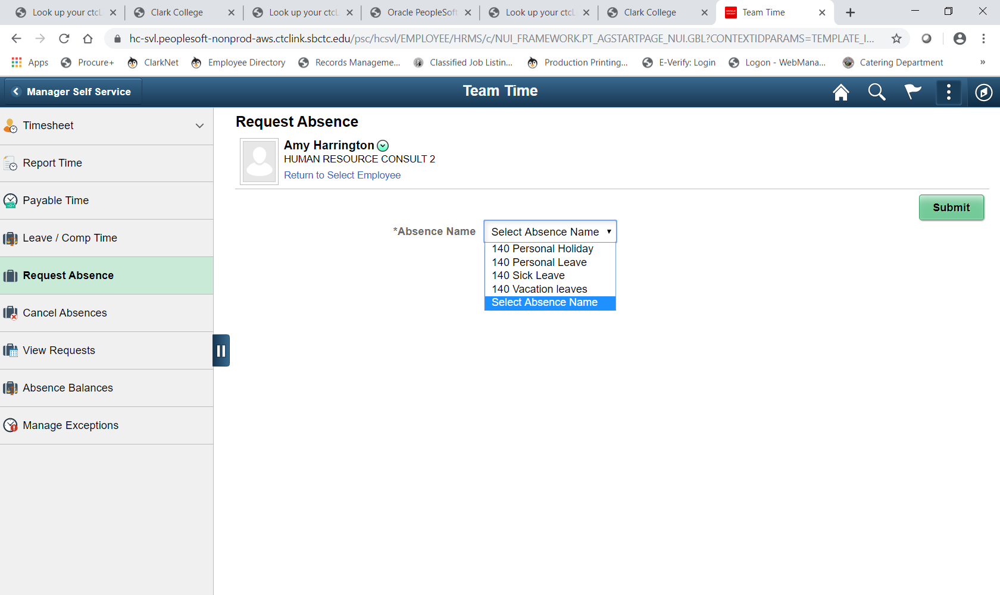 Look up your ctcL
Clark College
Look up your ctcL
Oracle PeopleSoft
Look up your ctcL
Clark College
Team Time
hc-svl.peoplesoft-nonprod-aws.ctclink.sbctc.edu/psc/hcsvl/EMPLOYEE/HRMS/c/NUI_FRAMEWORK.PT_AGSTARTPAGE_NUI.GBL?CONTEXTIDPARAMS=TEMPLATE_I...
Apps
Procure+
ClarkNet
Employee Directory
Records Manageme...
Classified Job Listin...
Production Printing...
E-Verify: Login
Logon - WebMana...
Catering Department
»
Manager Self Service
Team Time
Timesheet
Report Time
Payable Time
Leave / Comp Time
Request Absence
Cancel Absences
View Requests
Absence Balances
Manage Exceptions
Request Absence
Amy Harrington
HUMAN RESOURCE CONSULT 2
Return to Select Employee
Submit
*Absence Name
Select Absence Name
140 Personal Holiday
140 Personal Leave
140 Sick Leave
140 Vacation leaves
Select Absence Name